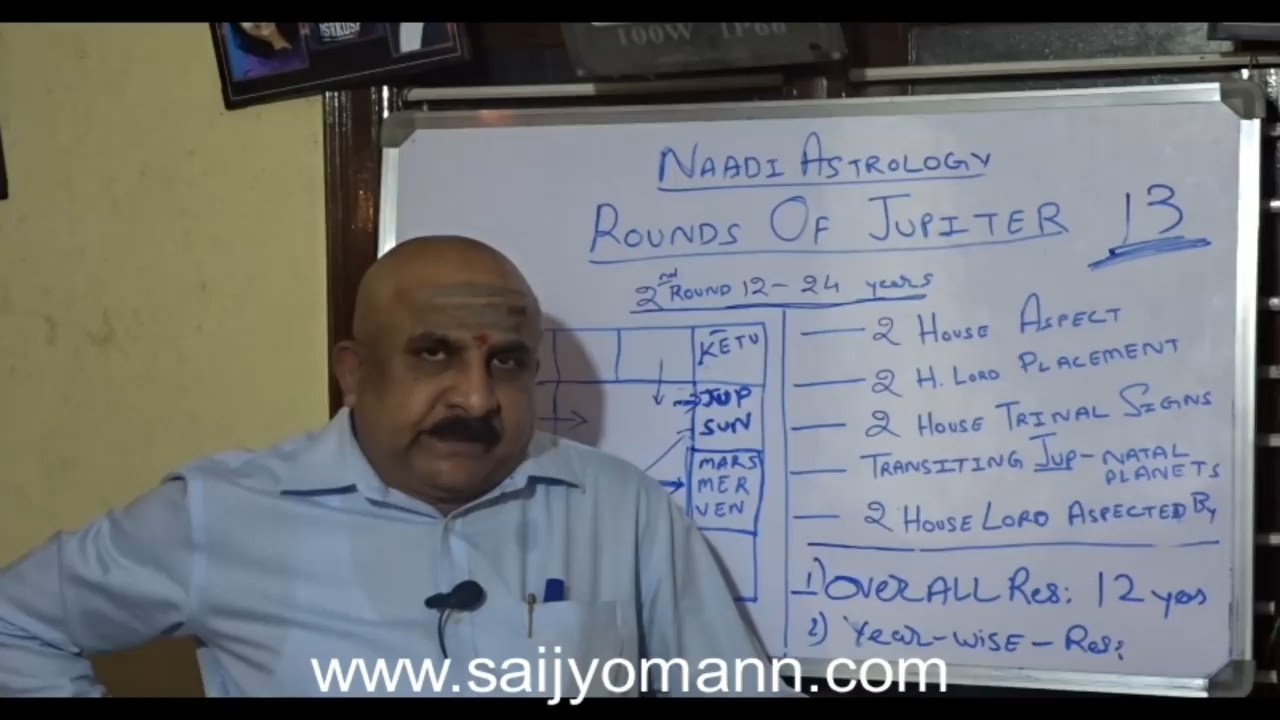 100W IP66
NAADI ASTROLOGY
ROUNDS OF JUPITER 13
2nd ROUND 12-24 years
KETU
JUP
SUN
MARS
MER
VEN
2 HOUSE ASPECT
2 H. LORD PLACEMENT
2 HOUSE TRINAL SIGNS
TRANSITING JUP-NATAL
PLANETS
2 HOUSE LORD ASPECTED By
1) OVERALL Res: 12 yrs
2) Year-wise-Res:
www.saijyomann.com